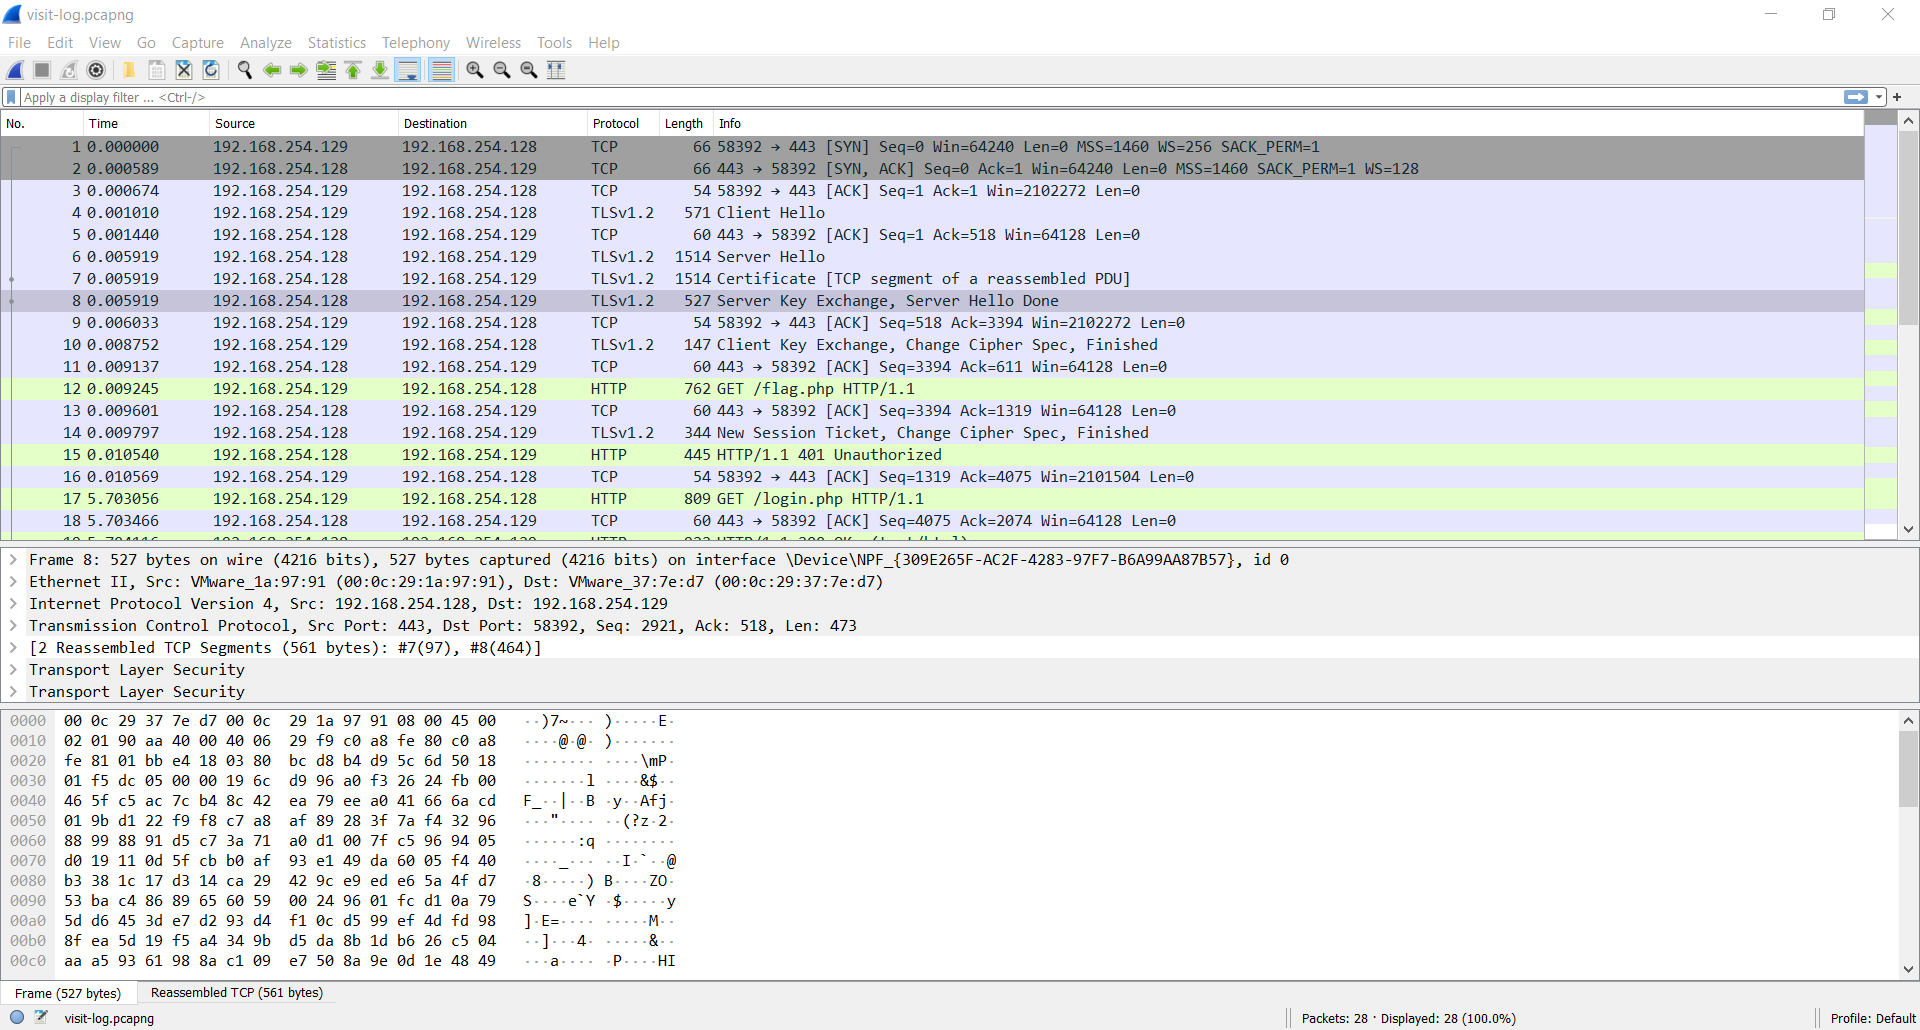 visit-log.pcapng
File Edit View Go Capture Analyze Statistics Telephony Wireless Tools Help
Apply a display filter ... <Ctrl-/>
No. Time Source Destination Protocol Length Info
1 0.000000 192.168.254.129 192.168.254.128 TCP 66 58392 → 443 [SYN] Seq=0 Win=64240 Len=0 MSS=1460 WS=256 SACK_PERM=1
2 0.000589 192.168.254.128 192.168.254.129 TCP 66 443 → 58392 [SYN, ACK] Seq=0 Ack=1 Win=64240 Len=0 MSS=1460 SACK_PERM=1 WS=128
3 0.000674 192.168.254.129 192.168.254.128 TCP 54 58392 → 443 [ACK] Seq=1 Ack=1 Win=2102272 Len=0
4 0.001010 192.168.254.129 192.168.254.128 TLSv1.2 571 Client Hello
5 0.001440 192.168.254.128 192.168.254.129 TCP 60 443 → 58392 [ACK] Seq=1 Ack=518 Win=64128 Len=0
6 0.005919 192.168.254.128 192.168.254.129 TLSv1.2 1514 Server Hello
7 0.005919 192.168.254.128 192.168.254.129 TLSv1.2 1514 Certificate [TCP segment of a reassembled PDU]
8 0.005919 192.168.254.128 192.168.254.129 TLSv1.2 527 Server Key Exchange, Server Hello Done
9 0.006033 192.168.254.129 192.168.254.128 TCP 54 58392 → 443 [ACK] Seq=518 Ack=3394 Win=2102272 Len=0
10 0.008752 192.168.254.129 192.168.254.128 TLSv1.2 147 Client Key Exchange, Change Cipher Spec, Finished
11 0.009137 192.168.254.128 192.168.254.129 TCP 60 443 → 58392 [ACK] Seq=3394 Ack=611 Win=64128 Len=0
12 0.009245 192.168.254.129 192.168.254.128 HTTP 762 GET /flag.php HTTP/1.1
13 0.009601 192.168.254.128 192.168.254.129 TCP 60 443 → 58392 [ACK] Seq=3394 Ack=1319 Win=64128 Len=0
14 0.009797 192.168.254.128 192.168.254.129 TLSv1.2 344 New Session Ticket, Change Cipher Spec, Finished
15 0.010540 192.168.254.128 192.168.254.129 HTTP 445 HTTP/1.1 401 Unauthorized
16 0.010569 192.168.254.129 192.168.254.128 TCP 54 58392 → 443 [ACK] Seq=1319 Ack=4075 Win=2101504 Len=0
17 5.703056 192.168.254.129 192.168.254.128 HTTP 809 GET /login.php HTTP/1.1
18 5.703466 192.168.254.128 192.168.254.129 TCP 60 443 → 58392 [ACK] Seq=4075 Ack=2074 Win=64128 Len=0
Frame 8: 527 bytes on wire (4216 bits), 527 bytes captured (4216 bits) on interface \Device\NPF_{309E265F-AC2F-4283-97F7-B6A99AA87B57}, id 0
Ethernet II, Src: VMware_1a:97:91 (00:0c:29:1a:97:91), Dst: VMware_37:7e:d7 (00:0c:29:37:7e:d7)
Internet Protocol Version 4, Src: 192.168.254.128, Dst: 192.168.254.129
Transmission Control Protocol, Src Port: 443, Dst Port: 58392, Seq: 2921, Ack: 518, Len: 473
[2 Reassembled TCP Segments (561 bytes): #7(97), #8(464)]
Transport Layer Security
Transport Layer Security
0000 00 0c 29 37 7e d7 00 0c 29 1a 97 91 08 00 45 00 ··)7~··· )·····E·
0010 02 01 90 aa 40 00 40 06 29 f9 c0 a8 fe 80 c0 a8 ····@·@· )·······
0020 fe 81 01 bb e4 18 03 80 bc d8 b4 d9 5c 6d 50 18 ········ ····\mP·
0030 01 f5 dc 05 00 00 19 6c d9 96 a0 f3 26 24 fb 00 ·······l ····&$··
0040 46 5f c5 ac 7c b4 8c 42 ea 79 ee a0 41 66 6a cd F_··|··B ·y··Afj·
0050 01 9b d1 22 f9 f8 c7 a8 af 89 28 3f 7a f4 32 96 ···"···· ··(?z·2·
0060 88 99 88 91 d5 c7 3a 71 a0 d1 00 7f c5 96 94 05 ······:q ········
0070 d0 19 11 0d 5f cb b0 af 93 e1 49 da 60 05 f4 40 ····_··· ··I·`··@
0080 b3 38 1c 17 d3 14 ca 29 42 9c e9 ed e6 5a 4f d7 ·8·····) B····ZO·
0090 53 ba c4 86 89 65 60 59 00 24 96 01 fc d1 0a 79 S····e`Y ·$·····y
00a0 5d d6 45 3d e7 d2 93 d4 f1 0c d5 99 ef 4d fd 98 ]·E=···· ·····M··
00b0 8f ea 5d 19 f5 a4 34 9b d5 da 8b 1d b6 26 c5 04 ··]···4· ·····&··
00c0 aa a5 93 61 98 8a c1 09 e7 50 8a 9e 0d 1e 48 49 ···a···· ·P····HI
Frame (527 bytes) Reassembled TCP (561 bytes)
visit-log.pcapng Packets: 28 · Displayed: 28 (100.0%) Profile: Default